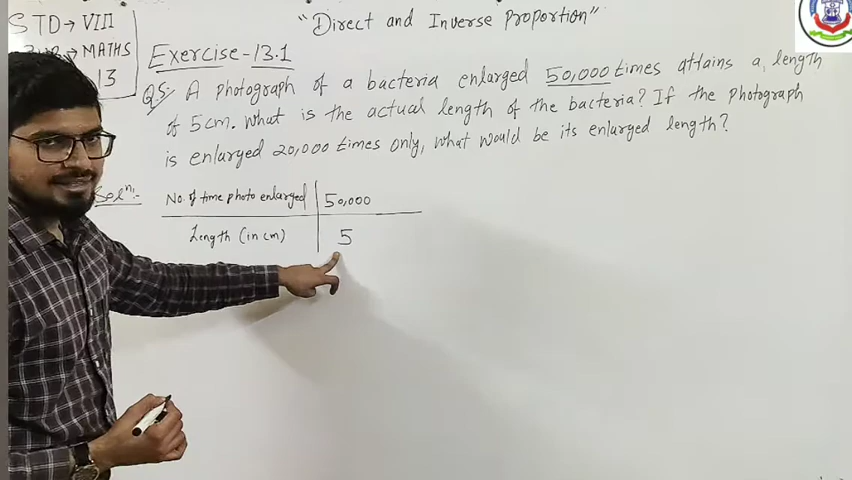 STD → VIII
"Direct and Inverse Proportion"
→ MATHS
13
Exercise-13.1
Q.5:- A photograph of a bacteria enlarged 50,000 times attains a length
of 5cm. What is the actual length of the bacteria? If the photograph
is enlarged 20,000 times only, what would be its enlarged length?
Solⁿ:-
No. of time photo enlarged 50,000
Length (in cm) 5